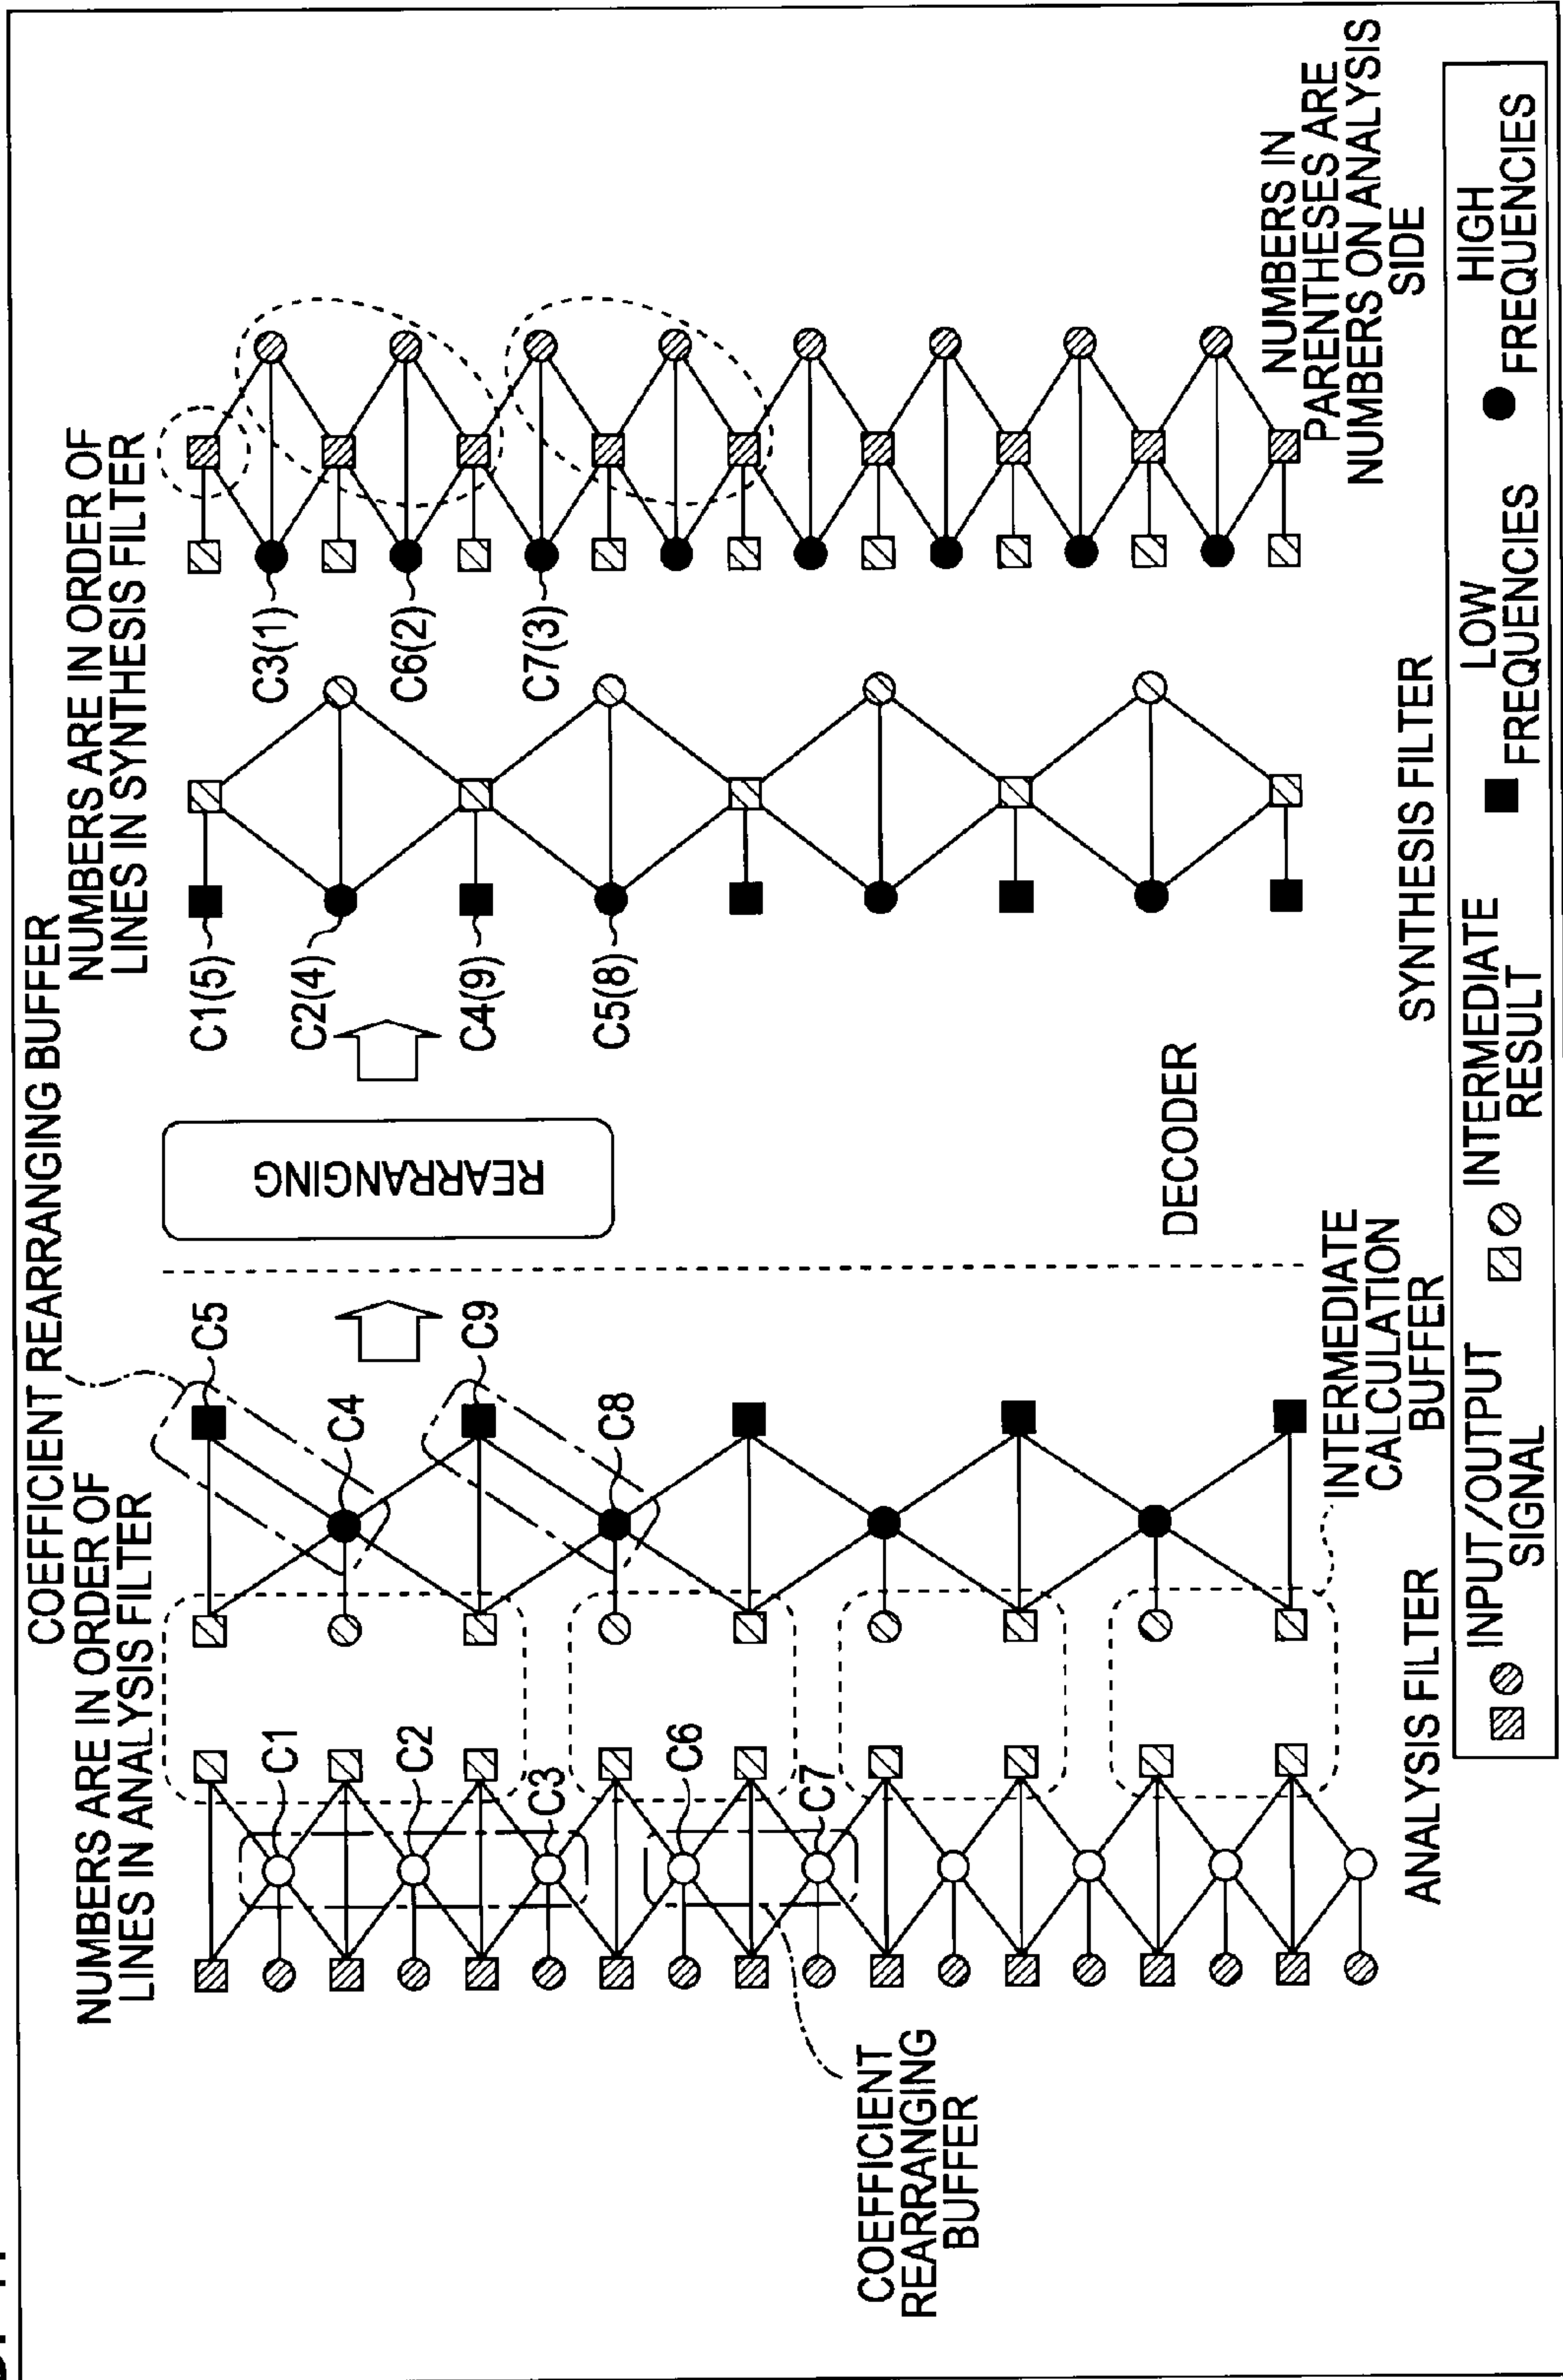 COEFFICIENT REARRANGING BUFFER
NUMBERS ARE IN ORDER OF
LINES IN ANALYSIS FILTER
C1
C2
C3
C6
C7
C5
C4
C9
C8
COEFFICIENT
REARRANGING
BUFFER
INTERMEDIATE
CALCULATION
BUFFER
ANALYSIS FILTER
REARRANGING
DECODER
NUMBERS ARE IN ORDER OF
LINES IN SYNTHESIS FILTER
C1(5)
C2(4)
C4(9)
C5(8)
C3(1)
C6(2)
C7(3)
SYNTHESIS FILTER
NUMBERS IN
PARENTHESES ARE
NUMBERS ON ANALYSIS
SIDE
INPUT/OUTPUT
SIGNAL
INTERMEDIATE
RESULT
LOW
FREQUENCIES
HIGH
FREQUENCIES